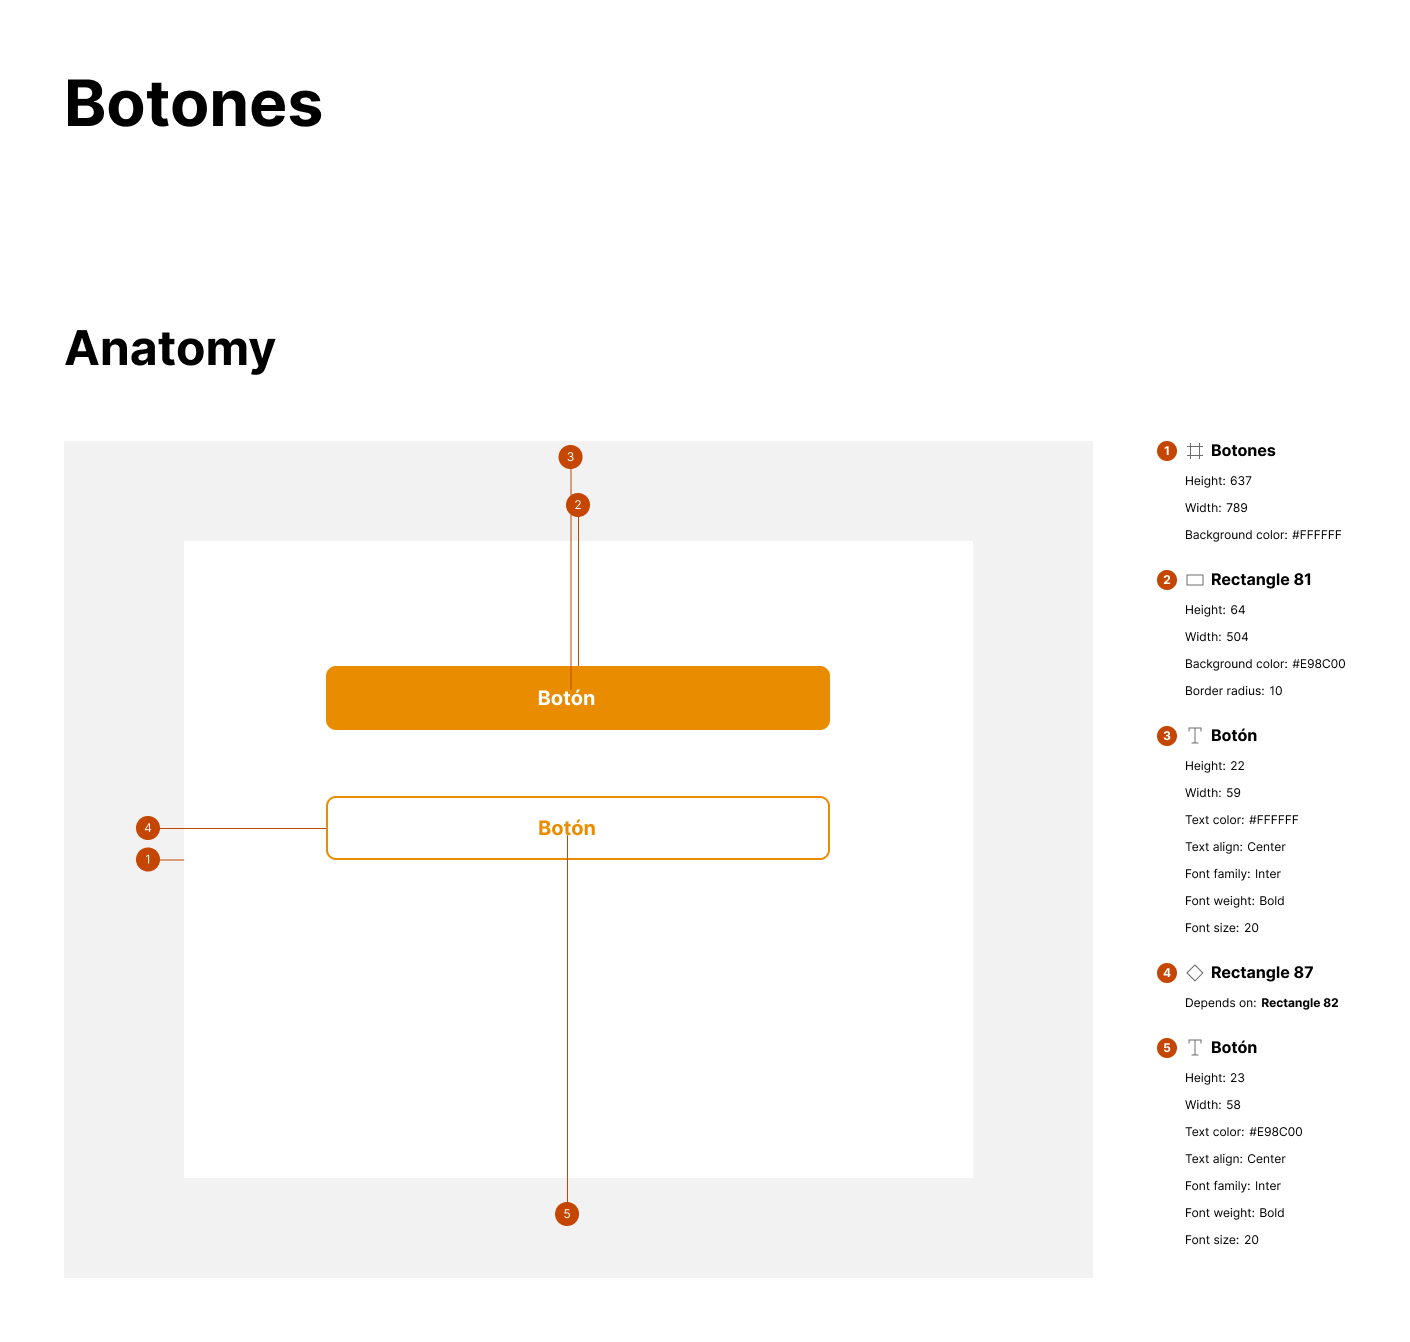 Botones
Anatomy
3
2
Botón
4
Botón
1
5
1 Botones
Height: 637
Width: 789
Background color: #FFFFFF
2 Rectangle 81
Height: 64
Width: 504
Background color: #E98C00
Border radius: 10
3 Botón
Height: 22
Width: 59
Text color: #FFFFFF
Text align: Center
Font family: Inter
Font weight: Bold
Font size: 20
4 Rectangle 87
Depends on: Rectangle 82
5 Botón
Height: 23
Width: 58
Text color: #E98C00
Text align: Center
Font family: Inter
Font weight: Bold
Font size: 20